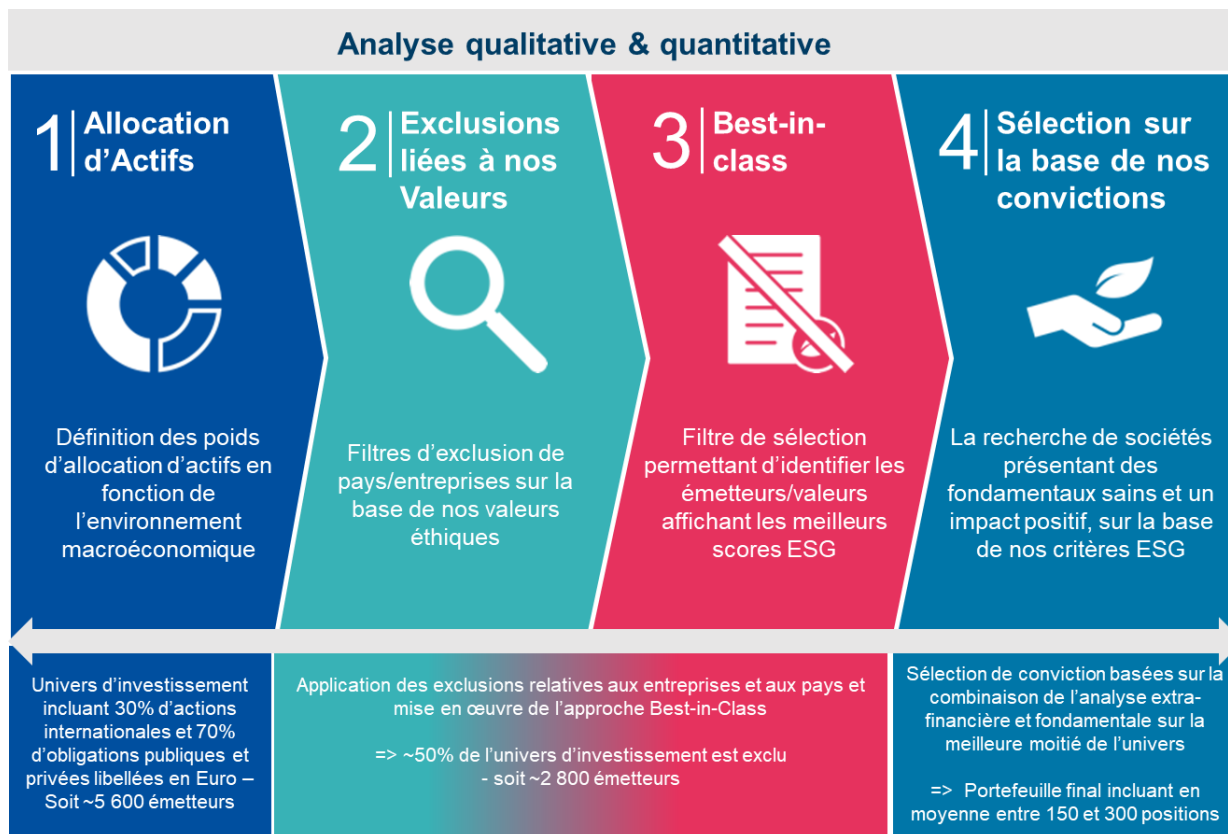 Analyse qualitative & quantitative
1
Allocation
d’Actifs
Définition des poids
d’allocation d’actifs en
fonction de
l’environnement
macroéconomique
2
Exclusions
liées à nos
Valeurs
Filtres d’exclusion de
pays/entreprises sur la
base de nos valeurs
éthiques
3
Best-in-
class
Filtre de sélection
permettant d’identifier les
émetteurs/valeurs
affichant les meilleurs
scores ESG
4
Sélection sur
la base de nos
convictions
La recherche de sociétés
présentant des
fondamentaux sains et un
impact positif, sur la base
de nos critères ESG
Univers d’investissement
incluant 30% d’actions
internationales et 70%
d’obligations publiques et
privées libellées en Euro –
Soit ~5 600 émetteurs
Application des exclusions relatives aux entreprises et aux pays et
mise en œuvre de l’approche Best-in-Class
=> ~50% de l’univers d’investissement est exclu
- soit ~2 800 émetteurs
Sélection de conviction basées sur la
combinaison de l’analyse extra-
financière et fondamentale sur la
meilleure moitié de l’univers
=> Portefeuille final incluant en
moyenne entre 150 et 300 positions